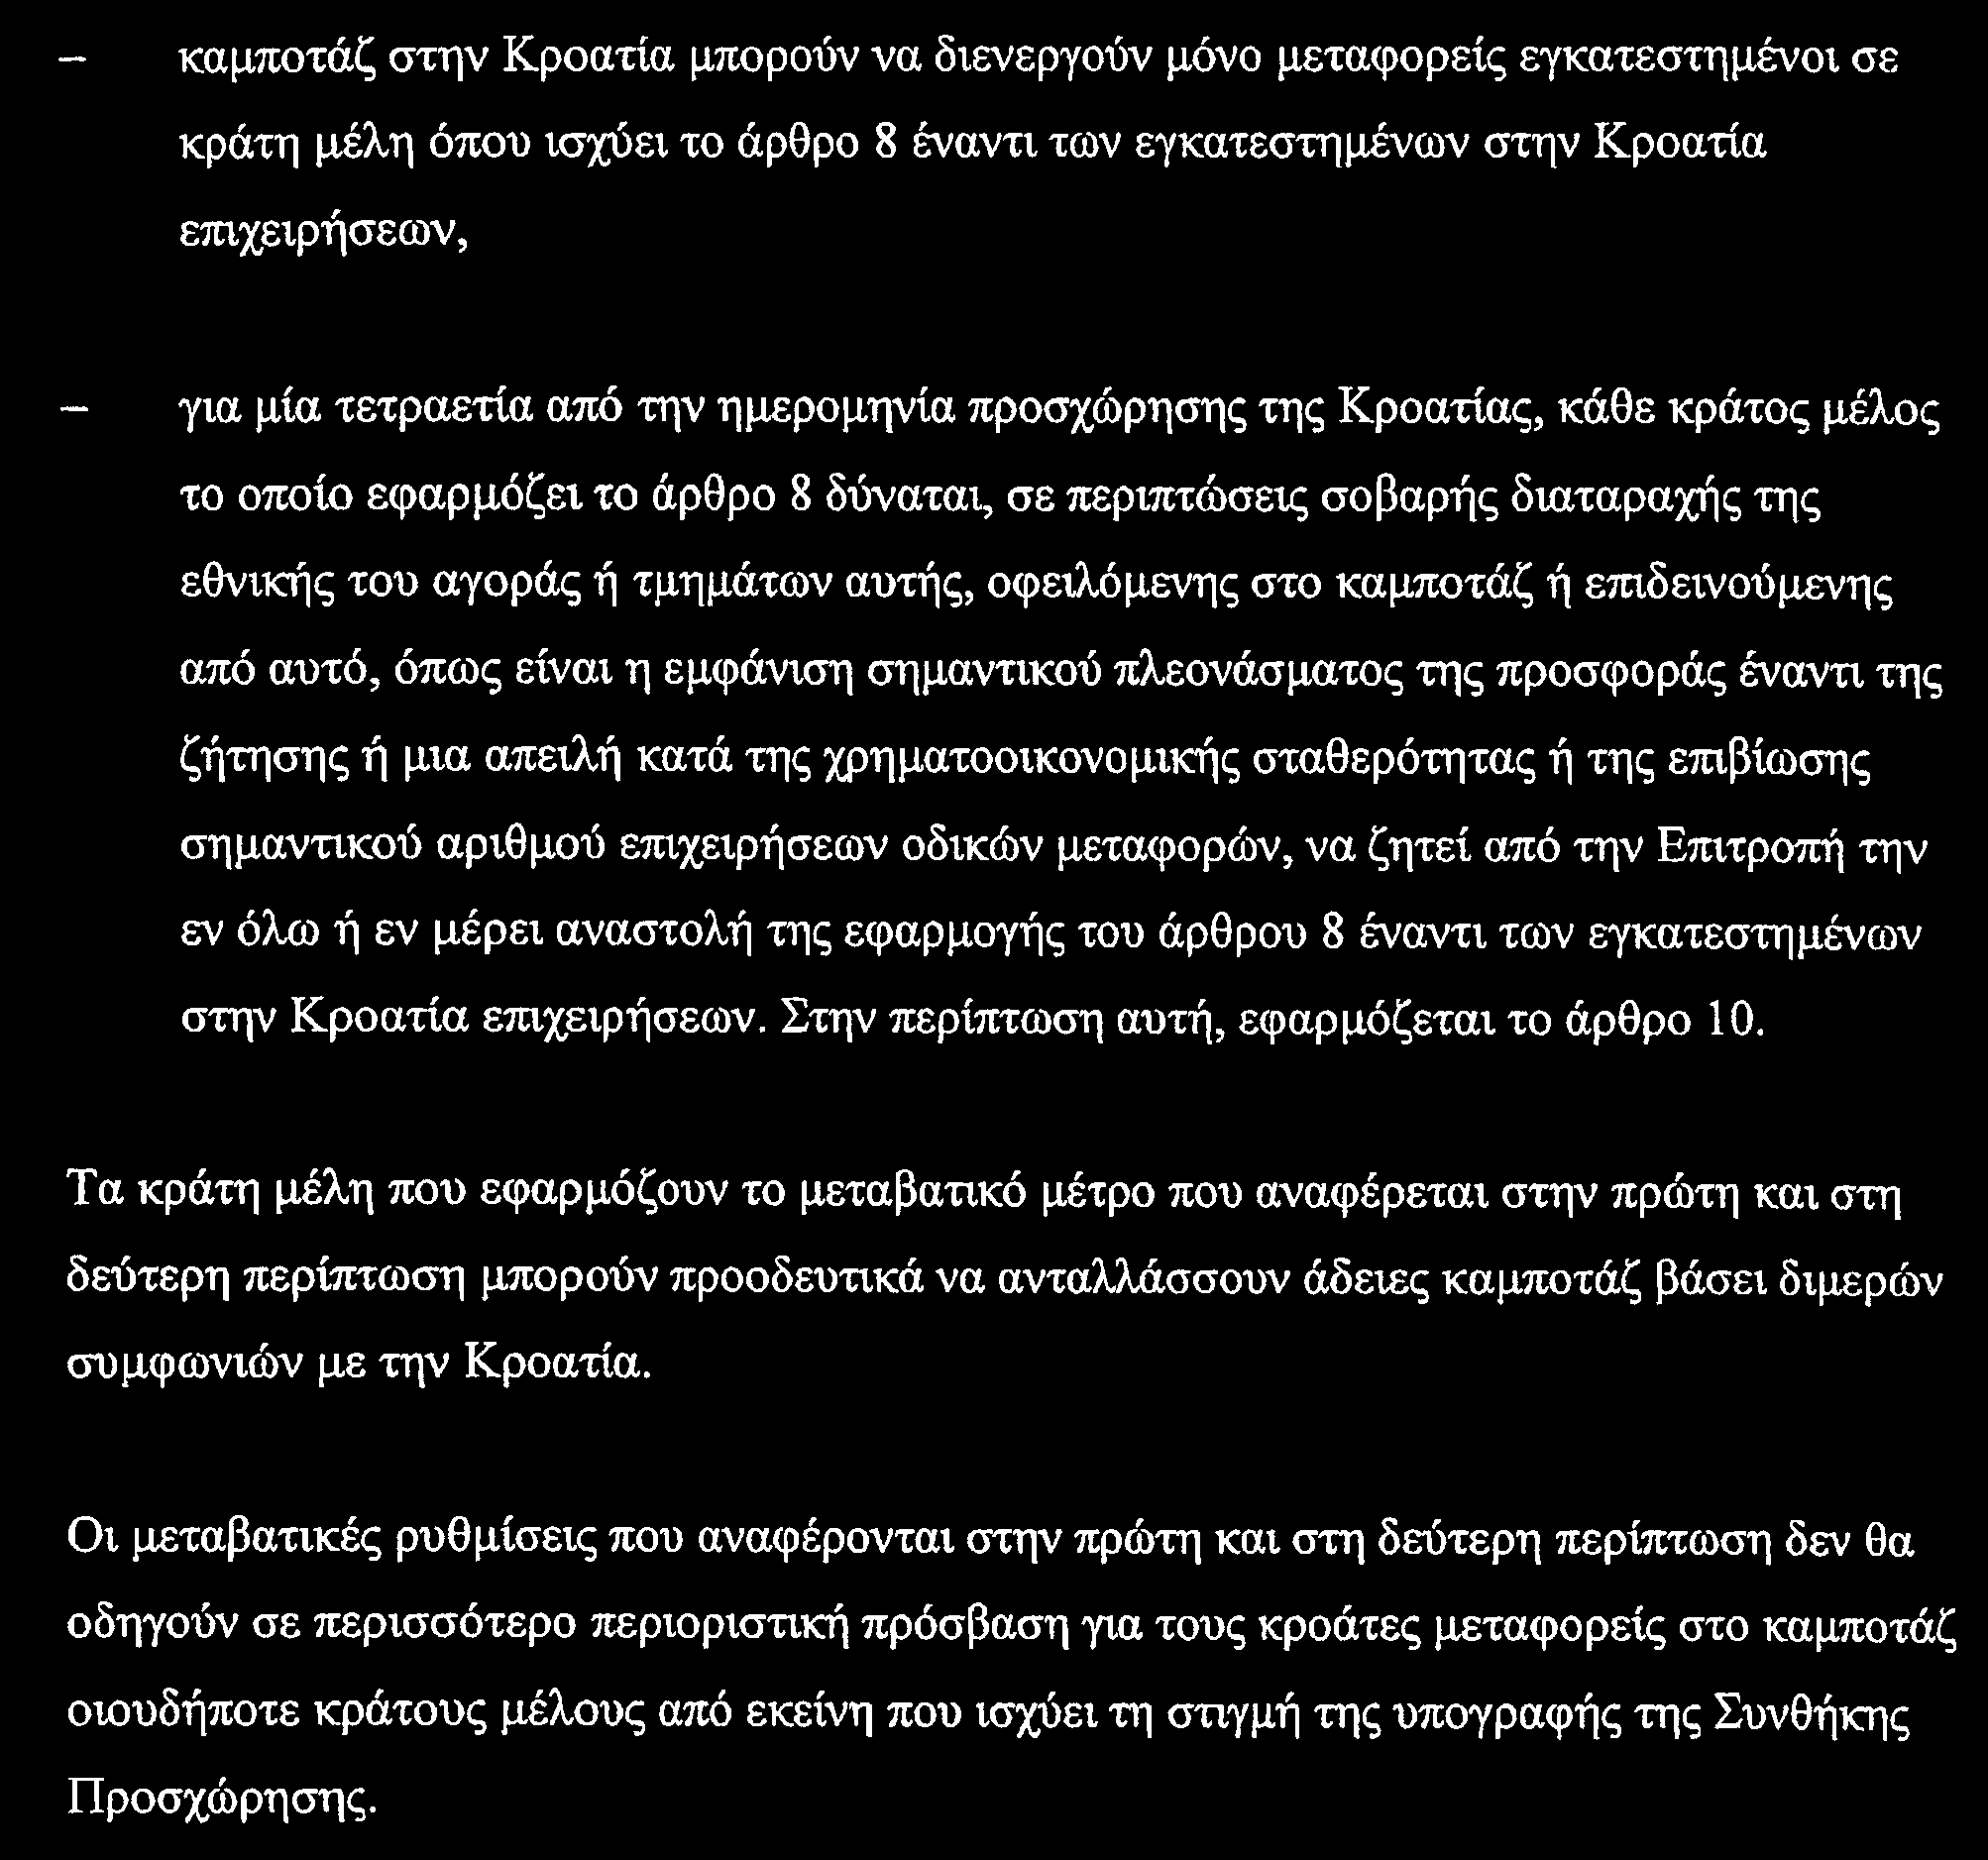 - καμποτάζ στην Κροατία μπορούν να διενεργούν μόνο μεταφορείς εγκατεστημένοι σε
κράτη μέλη όπου ισχύει το άρθρο 8 έναντι των εγκατεστημένων στην Κροατία
επιχειρήσεων,
- για μία τετραετία από την ημερομηνία προσχώρησης της Κροατίας, κάθε κράτος μέλος
το οποίο εφαρμόζει το άρθρο 8 δύναται, σε περιπτώσεις σοβαρής διαταραχής της
εθνικής του αγοράς ή τμημάτων αυτής, οφειλόμενης στο καμποτάζ ή επιδεινούμενης
από αυτό, όπως είναι η εμφάνιση σημαντικού πλεονάσματος της προσφοράς έναντι της
ζήτησης ή μια απειλή κατά της χρηματοοικονομικής σταθερότητας ή της επιβίωσης
σημαντικού αριθμού επιχειρήσεων οδικών μεταφορών, να ζητεί από την Επιτροπή την
εν όλω ή εν μέρει αναστολή της εφαρμογής του άρθρου 8 έναντι των εγκατεστημένων
στην Κροατία επιχειρήσεων. Στην περίπτωση αυτή, εφαρμόζεται το άρθρο 10.
Τα κράτη μέλη που εφαρμόζουν το μεταβατικό μέτρο που αναφέρεται στην πρώτη και στη
δεύτερη περίπτωση μπορούν προοδευτικά να ανταλλάσσουν άδειες καμποτάζ βάσει διμερών
συμφωνιών με την Κροατία.
Οι μεταβατικές ρυθμίσεις που αναφέρονται στην πρώτη και στη δεύτερη περίπτωση δεν θα
οδηγούν σε περισσότερο περιοριστική πρόσβαση για τους κροάτες μεταφορείς στο καμποτάζ
οιουδήποτε κράτους μέλους από εκείνη που ισχύει τη στιγμή της υπογραφής της Συνθήκης
Προσχώρησης.